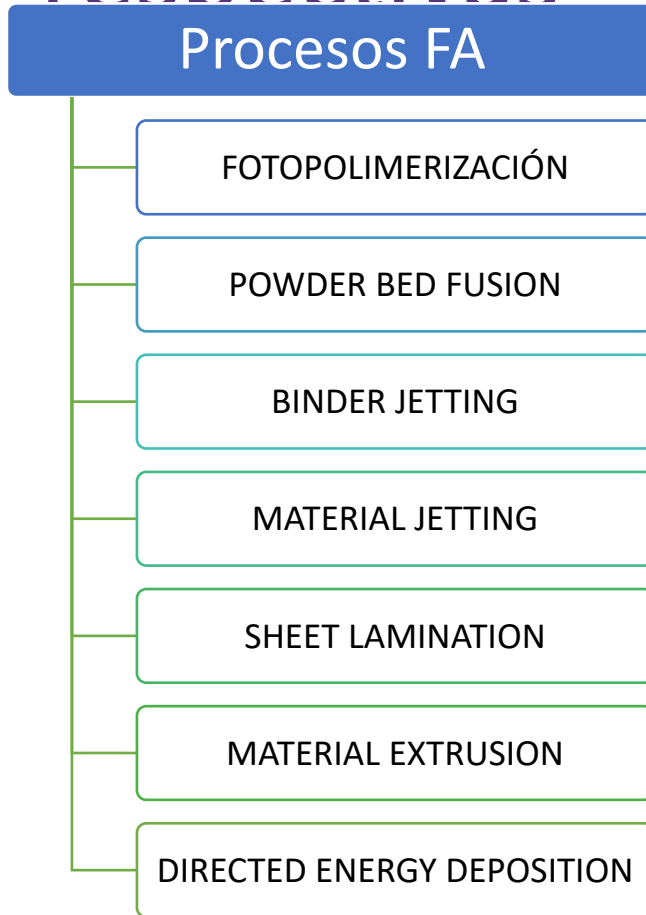 Procesos FA
FOTOPOLIMERIZACIÓN
POWDER BED FUSION
BINDER JETTING
MATERIAL JETTING
SHEET LAMINATION
MATERIAL EXTRUSION
DIRECTED ENERGY DEPOSITION